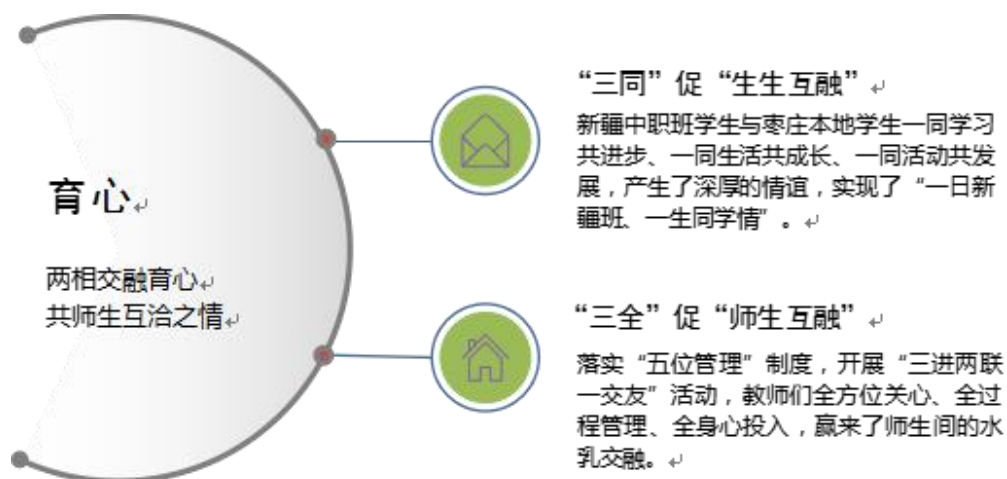 育心
两相交融育心
共师生互洽之情
“三同”促“生生互融”
新疆中职班学生与枣庄本地学生一同学习
共进步、一同生活共成长、一同活动共发
展，产生了深厚的情谊，实现了“一日新
疆班、一生同学情”。
“三全”促“师生互融”
落实“五位管理”制度，开展“三进两联
一交友”活动，教师们全方位关心、全过
程管理、全身心投入，赢来了师生间的水
乳交融。